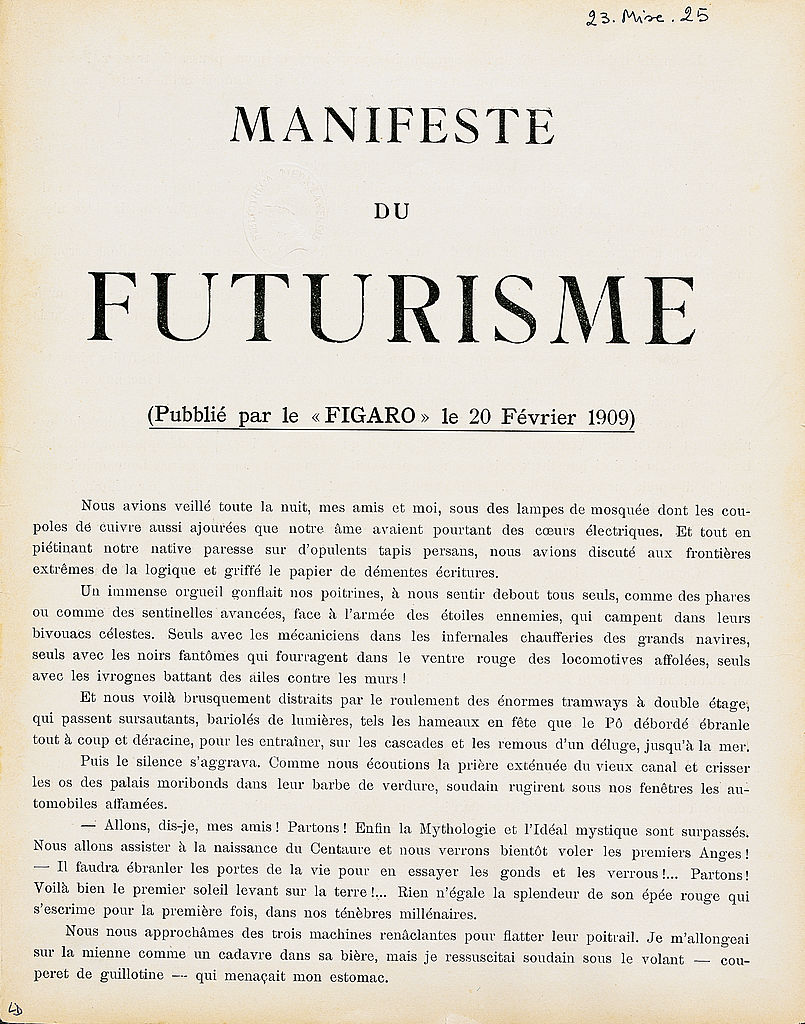 23. Misc. 25
MANIFESTE
DU
FUTURISME
(Pubblié par le « FIGARO » le 20 Février 1909)
Nous avions veillé toute la nuit, mes amis et moi, sous des lampes de mosquée dont les cou-
poles de cuivre aussi ajourées que notre âme avaient pourtant des cœurs électriques. Et tout en
piétinant notre native paresse sur d'opulents tapis persans, nous avions discuté aux frontières
extrêmes de la logique et griffé le papier de démentes écritures.
Un immense orgueil gonflait nos poitrines, à nous sentir debout tous seuls, comme des phares
ou comme des sentinelles avancées, face à l'armée des étoiles ennemies, qui campent dans leurs
bivouacs célestes. Seuls avec les mécaniciens dans les infernales chaufferies des grands navires,
seuls avec les noirs fantômes qui fourragent dans le ventre rouge des locomotives affolées, seuls
avec les ivrognes battant des ailes contre les murs !
Et nous voilà brusquement distraits par le roulement des énormes tramways à double étage,
qui passent sursautants, bariolés de lumières, tels les hameaux en fête que le Pô débordé ébranle
tout à coup et déracine, pour les entraîner, sur les cascades et les remous d'un déluge, jusqu'à la mer.
Puis le silence s'aggrava. Comme nous écoutions la prière exténuée du vieux canal et crisser
les os des palais moribonds dans leur barbe de verdure, soudain rugirent sous nos fenêtres les au-
tomobiles affamées.
— Allons, dis-je, mes amis ! Partons ! Enfin la Mythologie et l'Idéal mystique sont surpassés.
Nous allons assister à la naissance du Centaure et nous verrons bientôt voler les premiers Anges !
— Il faudra ébranler les portes de la vie pour en essayer les gonds et les verrous !... Partons !
Voilà bien le premier soleil levant sur la terre !... Rien n'égale la splendeur de son épée rouge qui
s'escrime pour la première fois, dans nos ténèbres millénaires.
Nous nous approchâmes des trois machines renâclantes pour flatter leur poitrail. Je m'allongeai
sur la mienne comme un cadavre dans sa bière, mais je ressuscitai soudain sous le volant — cou-
peret de guillotine — qui menaçait mon estomac.